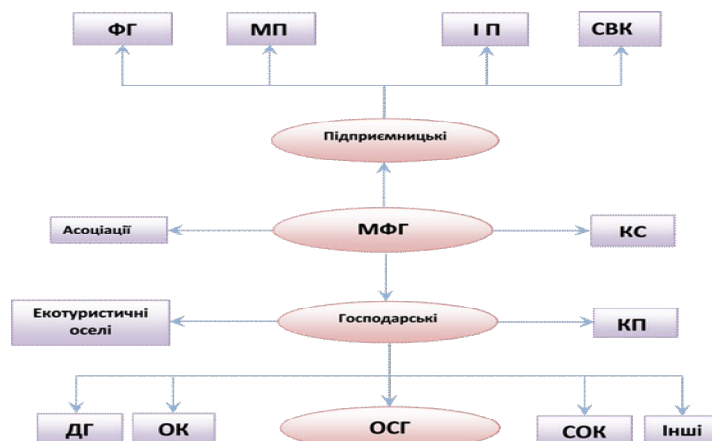 ФГ
МП
І П
СВК
Підприємницькі
Асоціації
МФГ
КС
Екотуристичні
оселі
Господарські
КП
ДГ
ОК
ОСГ
СОК
Інші